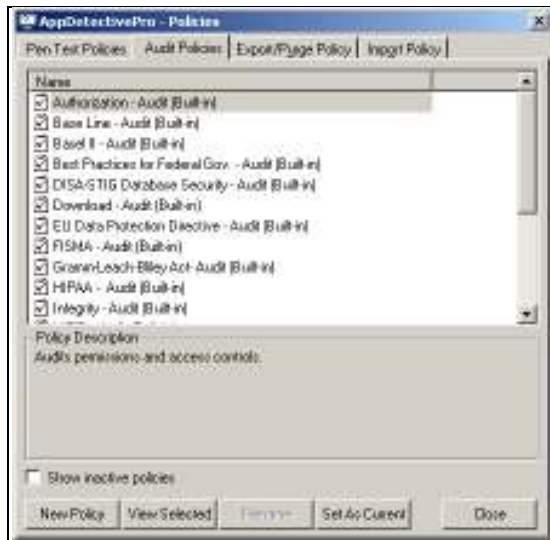 AppDetectivePro - Policies
Pen Test Policies Audit Policies Export/Purge Policy Import Policy
Name
Authorization - Audit (Built-in)
Base Line - Audit (Built-in)
Basel II - Audit (Built-in)
Best Practices for Federal Gov. - Audit (Built-in)
DISA-STIG Database Security - Audit (Built-in)
Download - Audit (Built-in)
EU Data Protection Directive - Audit (Built-in)
FISMA - Audit (Built-in)
Gramm-Leach-Bliley Act - Audit (Built-in)
HIPAA - Audit (Built-in)
Integrity - Audit (Built-in)
Policy Description
Audits permissions and access controls.
Show inactive policies
New Policy View Selected Set As Current Close